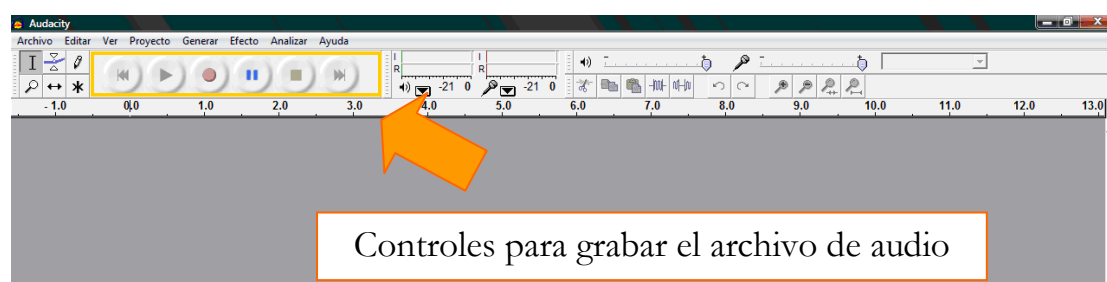 Audacity
Archivo Editar Ver Proyecto Generar Efecto Analizar Ayuda
I
R
-21 0
I
R
-21 0
- 1.0 0,0 1.0 2.0 3.0 4.0 5.0 6.0 7.0 8.0 9.0 10.0 11.0 12.0 13.0
Controles para grabar el archivo de audio